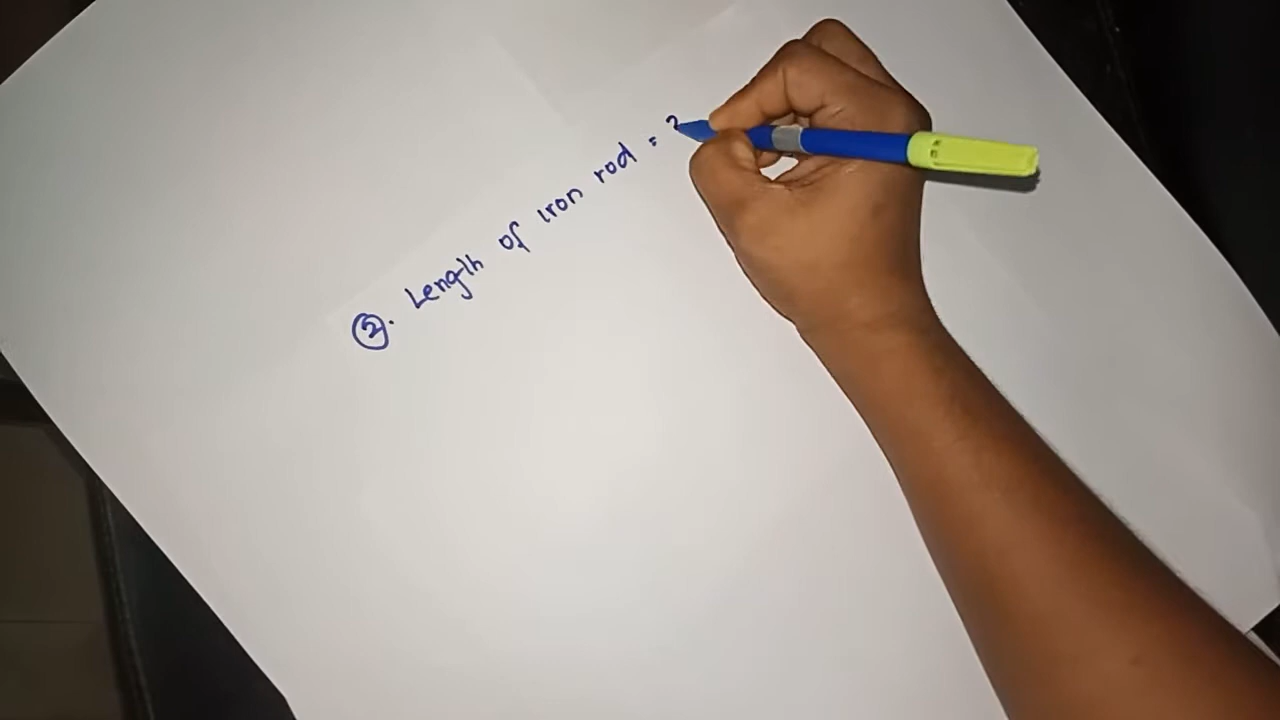 ②. Length of iron rod = ?